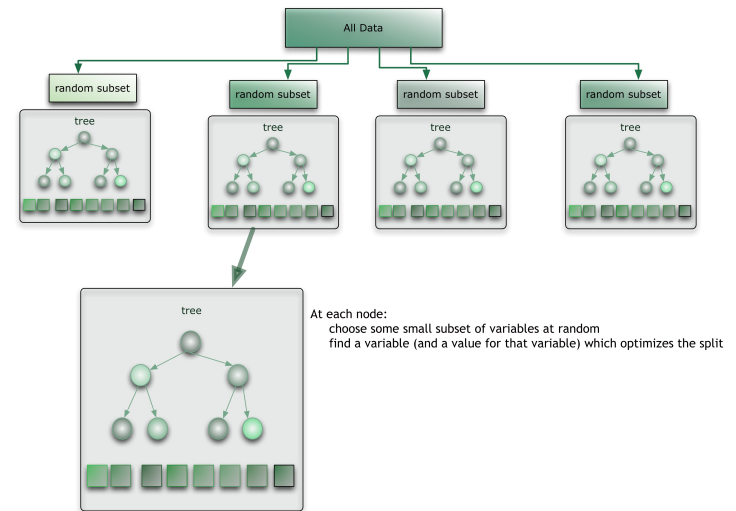 All Data
random subset
random subset
random subset
random subset
tree
tree
tree
tree
tree
At each node:
choose some small subset of variables at random
find a variable (and a value for that variable) which optimizes the split